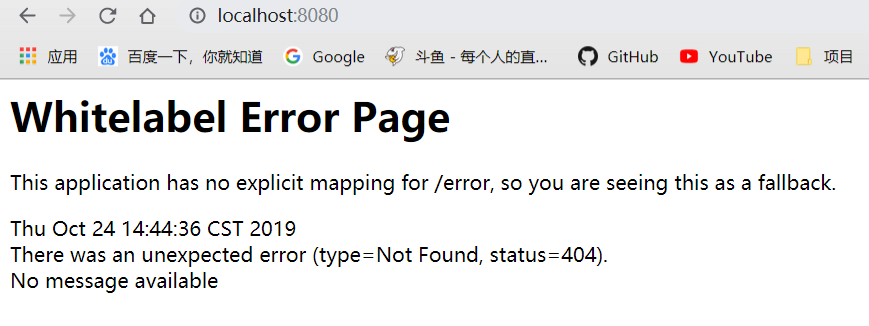 localhost:8080
应用 百度一下，你就知道 Google 斗鱼 - 每个人的直... GitHub YouTube 项目
Whitelabel Error Page
This application has no explicit mapping for /error, so you are seeing this as a fallback.
Thu Oct 24 14:44:36 CST 2019
There was an unexpected error (type=Not Found, status=404).
No message available